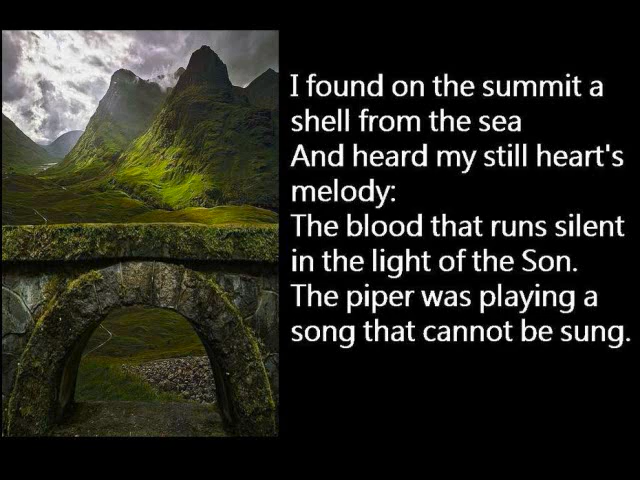 I found on the summit a
shell from the sea
And heard my still heart's
melody:
The blood that runs silent
in the light of the Son.
The piper was playing a
song that cannot be sung.